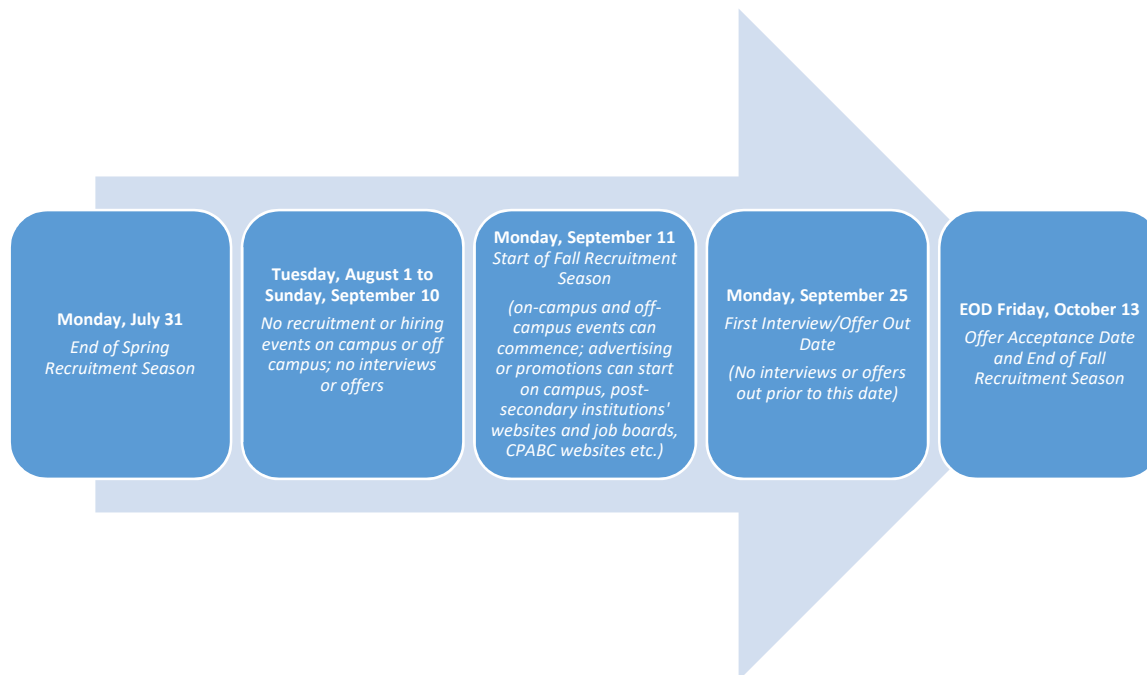 Monday, July 31
End of Spring
Recruitment Season
Tuesday, August 1 to
Sunday, September 10
No recruitment or hiring
events on campus or off
campus; no interviews
or offers
Monday, September 11
Start of Fall Recruitment
Season
(on-campus and off-
campus events can
commence; advertising
or promotions can start
on campus, post-
secondary institutions'
websites and job boards,
CPABC websites etc.)
Monday, September 25
First Interview/Offer Out
Date
(No interviews or offers
out prior to this date)
EOD Friday, October 13
Offer Acceptance Date
and End of Fall
Recruitment Season